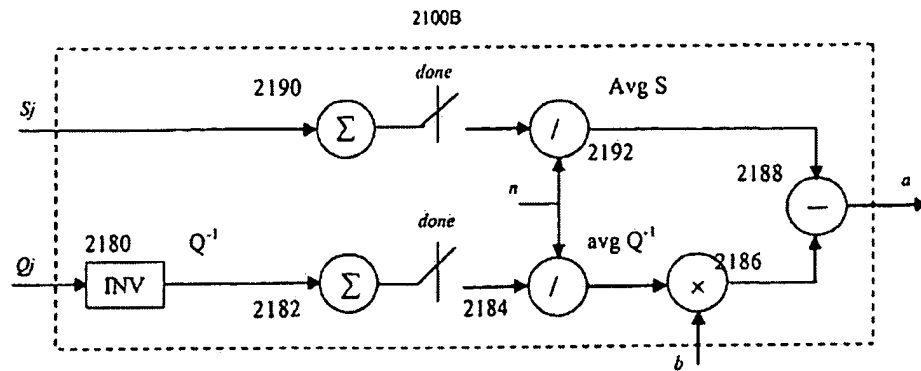 2100B
2190
done
Avg S
Sj
Σ
/
2192
2188
n
a
−
done
2180
Q⁻¹
avg Q⁻¹
Qj
INV
2182
Σ
2184
/
2186
×
b